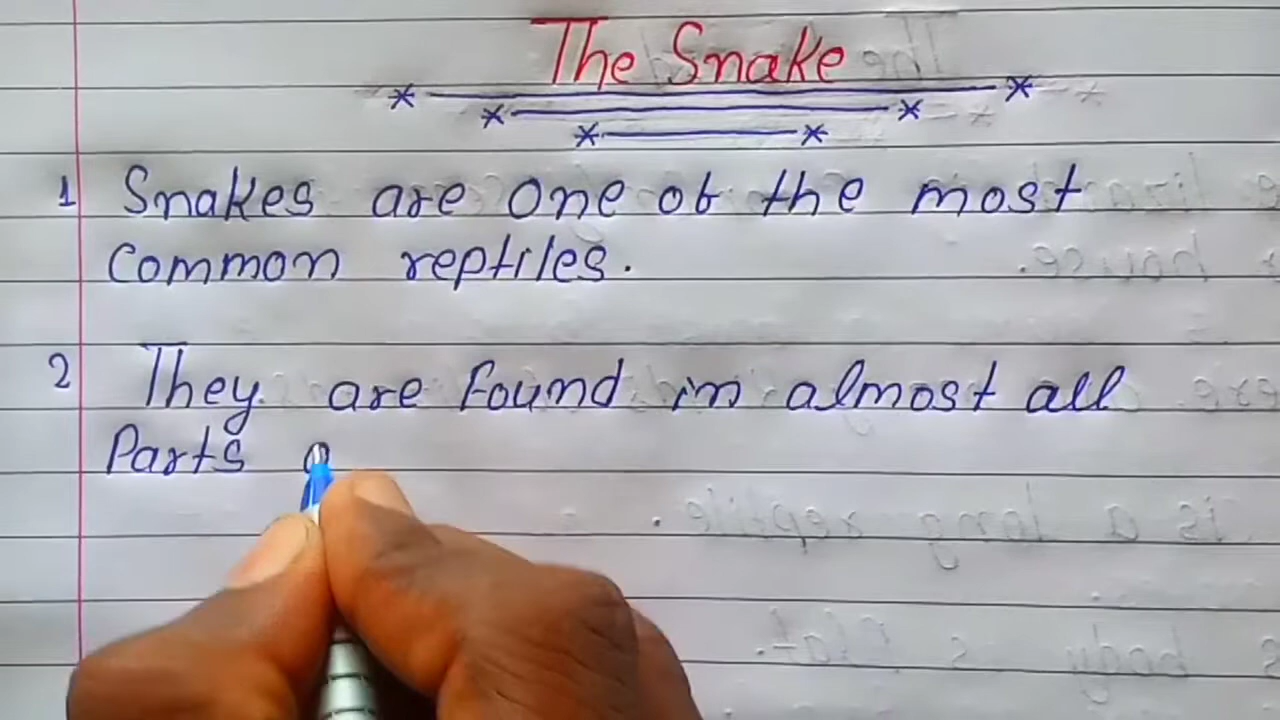 The Snake
1 Snakes are one of the most
common reptiles.
2 They are found in almost all
Parts o